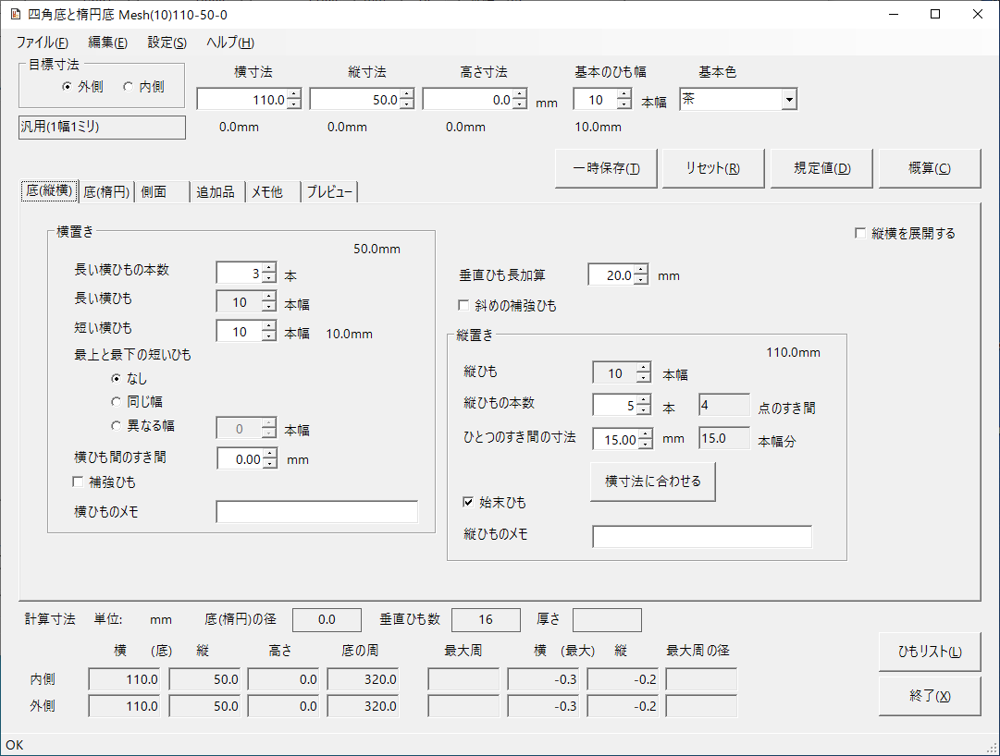 四角底と楕円底 Mesh(10)110-50-0
ファイル(F) 編集(E) 設定(S) ヘルプ(H)
目標寸法 横寸法 縦寸法 高さ寸法 基本のひも幅 基本色
外側 内側 110.0 50.0 0.0 mm 10 本幅 茶
汎用(1幅1ミリ) 0.0mm 0.0mm 0.0mm 10.0mm
一時保存(T) リセット(R) 規定値(D) 概算(C)
底(縦横) 底(楕円) 側面 追加品 メモ他 プレビュー
縦横を展開する
横置き
50.0mm
長い横ひもの本数 3 本
長い横ひも 10 本幅
短い横ひも 10 本幅 10.0mm
最上と最下の短いひも
なし
同じ幅
異なる幅 0 本幅
横ひも間のすき間 0.00 mm
補強ひも
横ひものメモ
垂直ひも長加算 20.0 mm
斜めの補強ひも
縦置き
110.0mm
縦ひも 10 本幅
縦ひもの本数 5 本 4 点のすき間
ひとつのすき間の寸法 15.00 mm 15.0 本幅分
横寸法に合わせる
始末ひも
縦ひものメモ
計算寸法 単位: mm 底(楕円)の径 0.0 垂直ひも数 16 厚さ
横 (底) 縦 高さ 底の周 最大周 横 (最大) 縦 最大周の径
内側 110.0 50.0 0.0 320.0 -0.3 -0.2
外側 110.0 50.0 0.0 320.0 -0.3 -0.2
ひもリスト(L)
終了(X)
OK